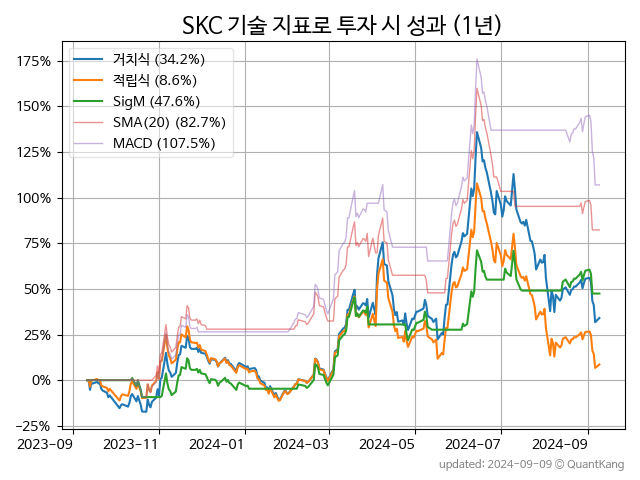 SKC 기술 지표로 투자 시 성과 (1년)
거치식 (34.2%)
적립식 (8.6%)
SigM (47.6%)
SMA(20) (82.7%)
MACD (107.5%)
175%
150%
125%
100%
75%
50%
25%
0%
−25%
2023-09 2023-11 2024-01 2024-03 2024-05 2024-07 2024-09
updated: 2024-09-09 © QuantKang